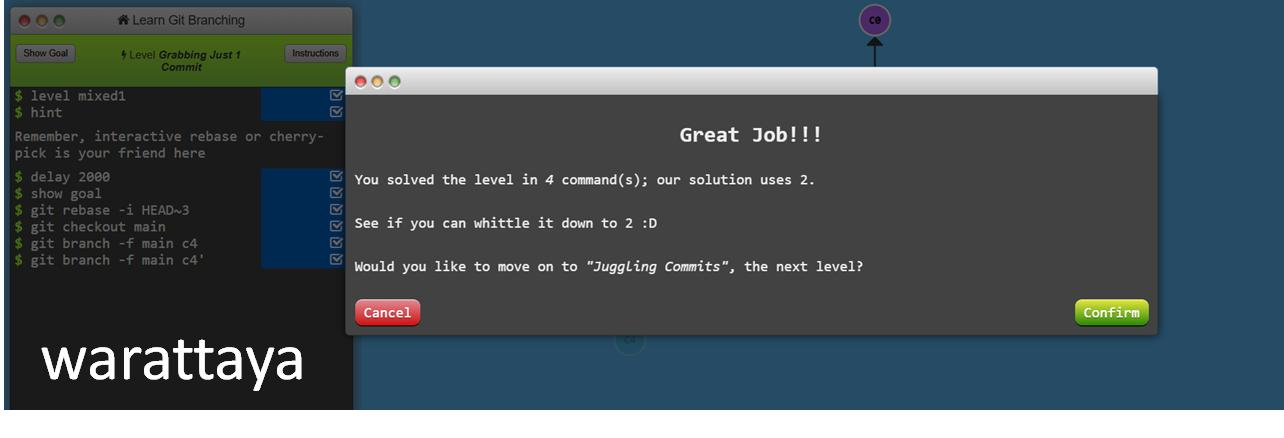 Learn Git Branching
Show Goal
Level Grabbing Just 1
Commit
Instructions
$ level mixed1
$ hint
Remember, interactive rebase or cherry-
pick is your friend here
$ delay 2000
$ show goal
$ git rebase -i HEAD~3
$ git checkout main
$ git branch -f main c4
$ git branch -f main c4'
warattaya
C0
Great Job!!!
You solved the level in 4 command(s); our solution uses 2.
See if you can whittle it down to 2 :D
Would you like to move on to "Juggling Commits", the next level?
Cancel
Confirm